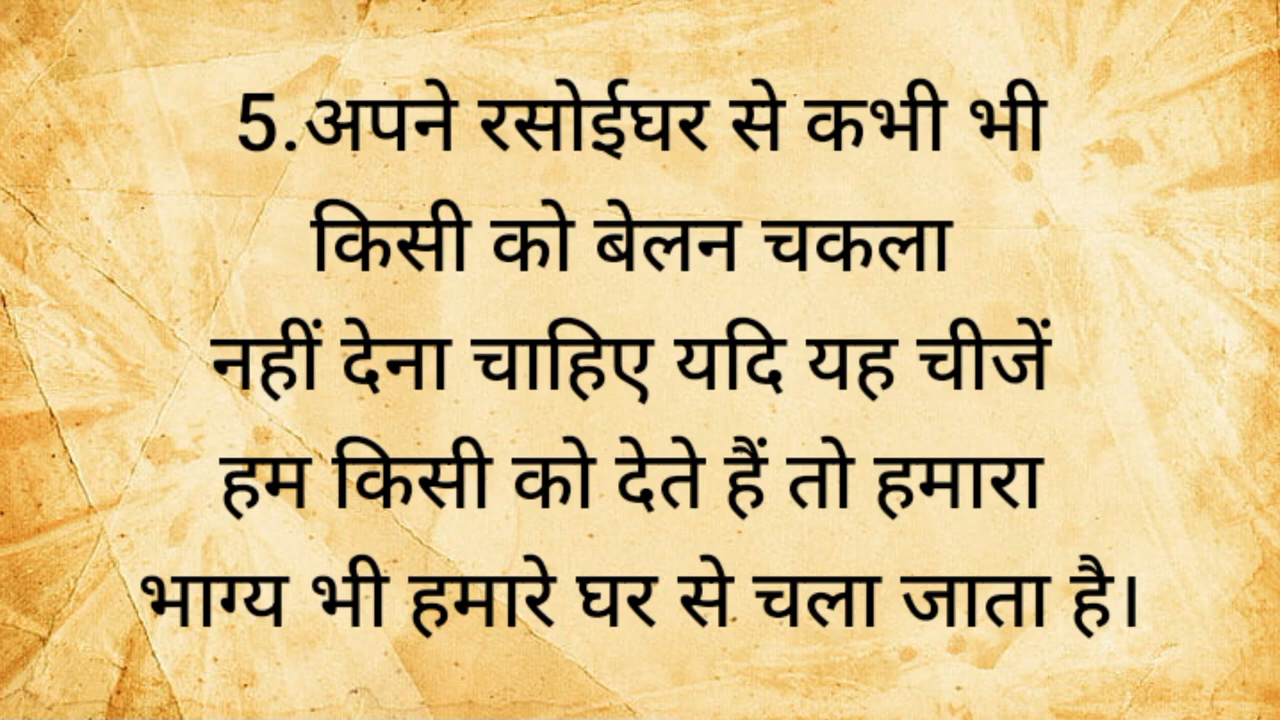 5.अपने रसोईघर से कभी भी
किसी को बेलन चकला
नहीं देना चाहिए यदि यह चीजें
हम किसी को देते हैं तो हमारा
भाग्य भी हमारे घर से चला जाता है।